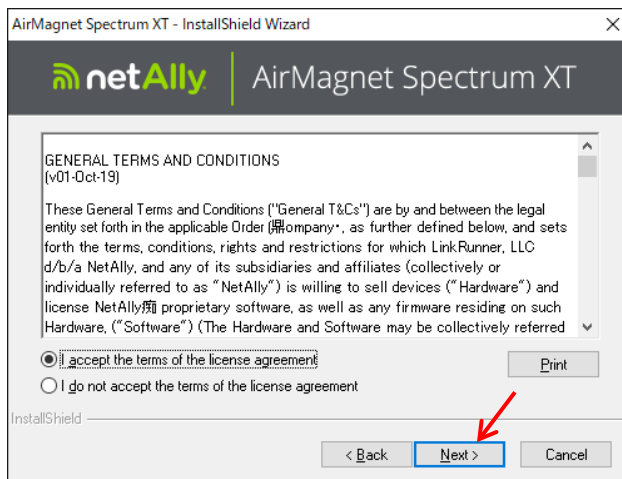 AirMagnet Spectrum XT - InstallShield Wizard
netAlly
AirMagnet Spectrum XT
GENERAL TERMS AND CONDITIONS
(v01-Oct-19)
These General Terms and Conditions ("General T&Cs") are by and between the legal
entity set forth in the applicable Order (鼎ompany・, as further defined below, and sets
forth the terms, conditions, rights and restrictions for which LinkRunner, LLC
d/b/a NetAlly, and any of its subsidiaries and affiliates (collectively or
individually referred to as "NetAlly") is willing to sell devices ("Hardware") and
license NetAlly痴 proprietary software, as well as any firmware residing on such
Hardware, ("Software") (The Hardware and Software may be collectively referred
I accept the terms of the license agreement
Print
I do not accept the terms of the license agreement
InstallShield
< Back
Next >
Cancel